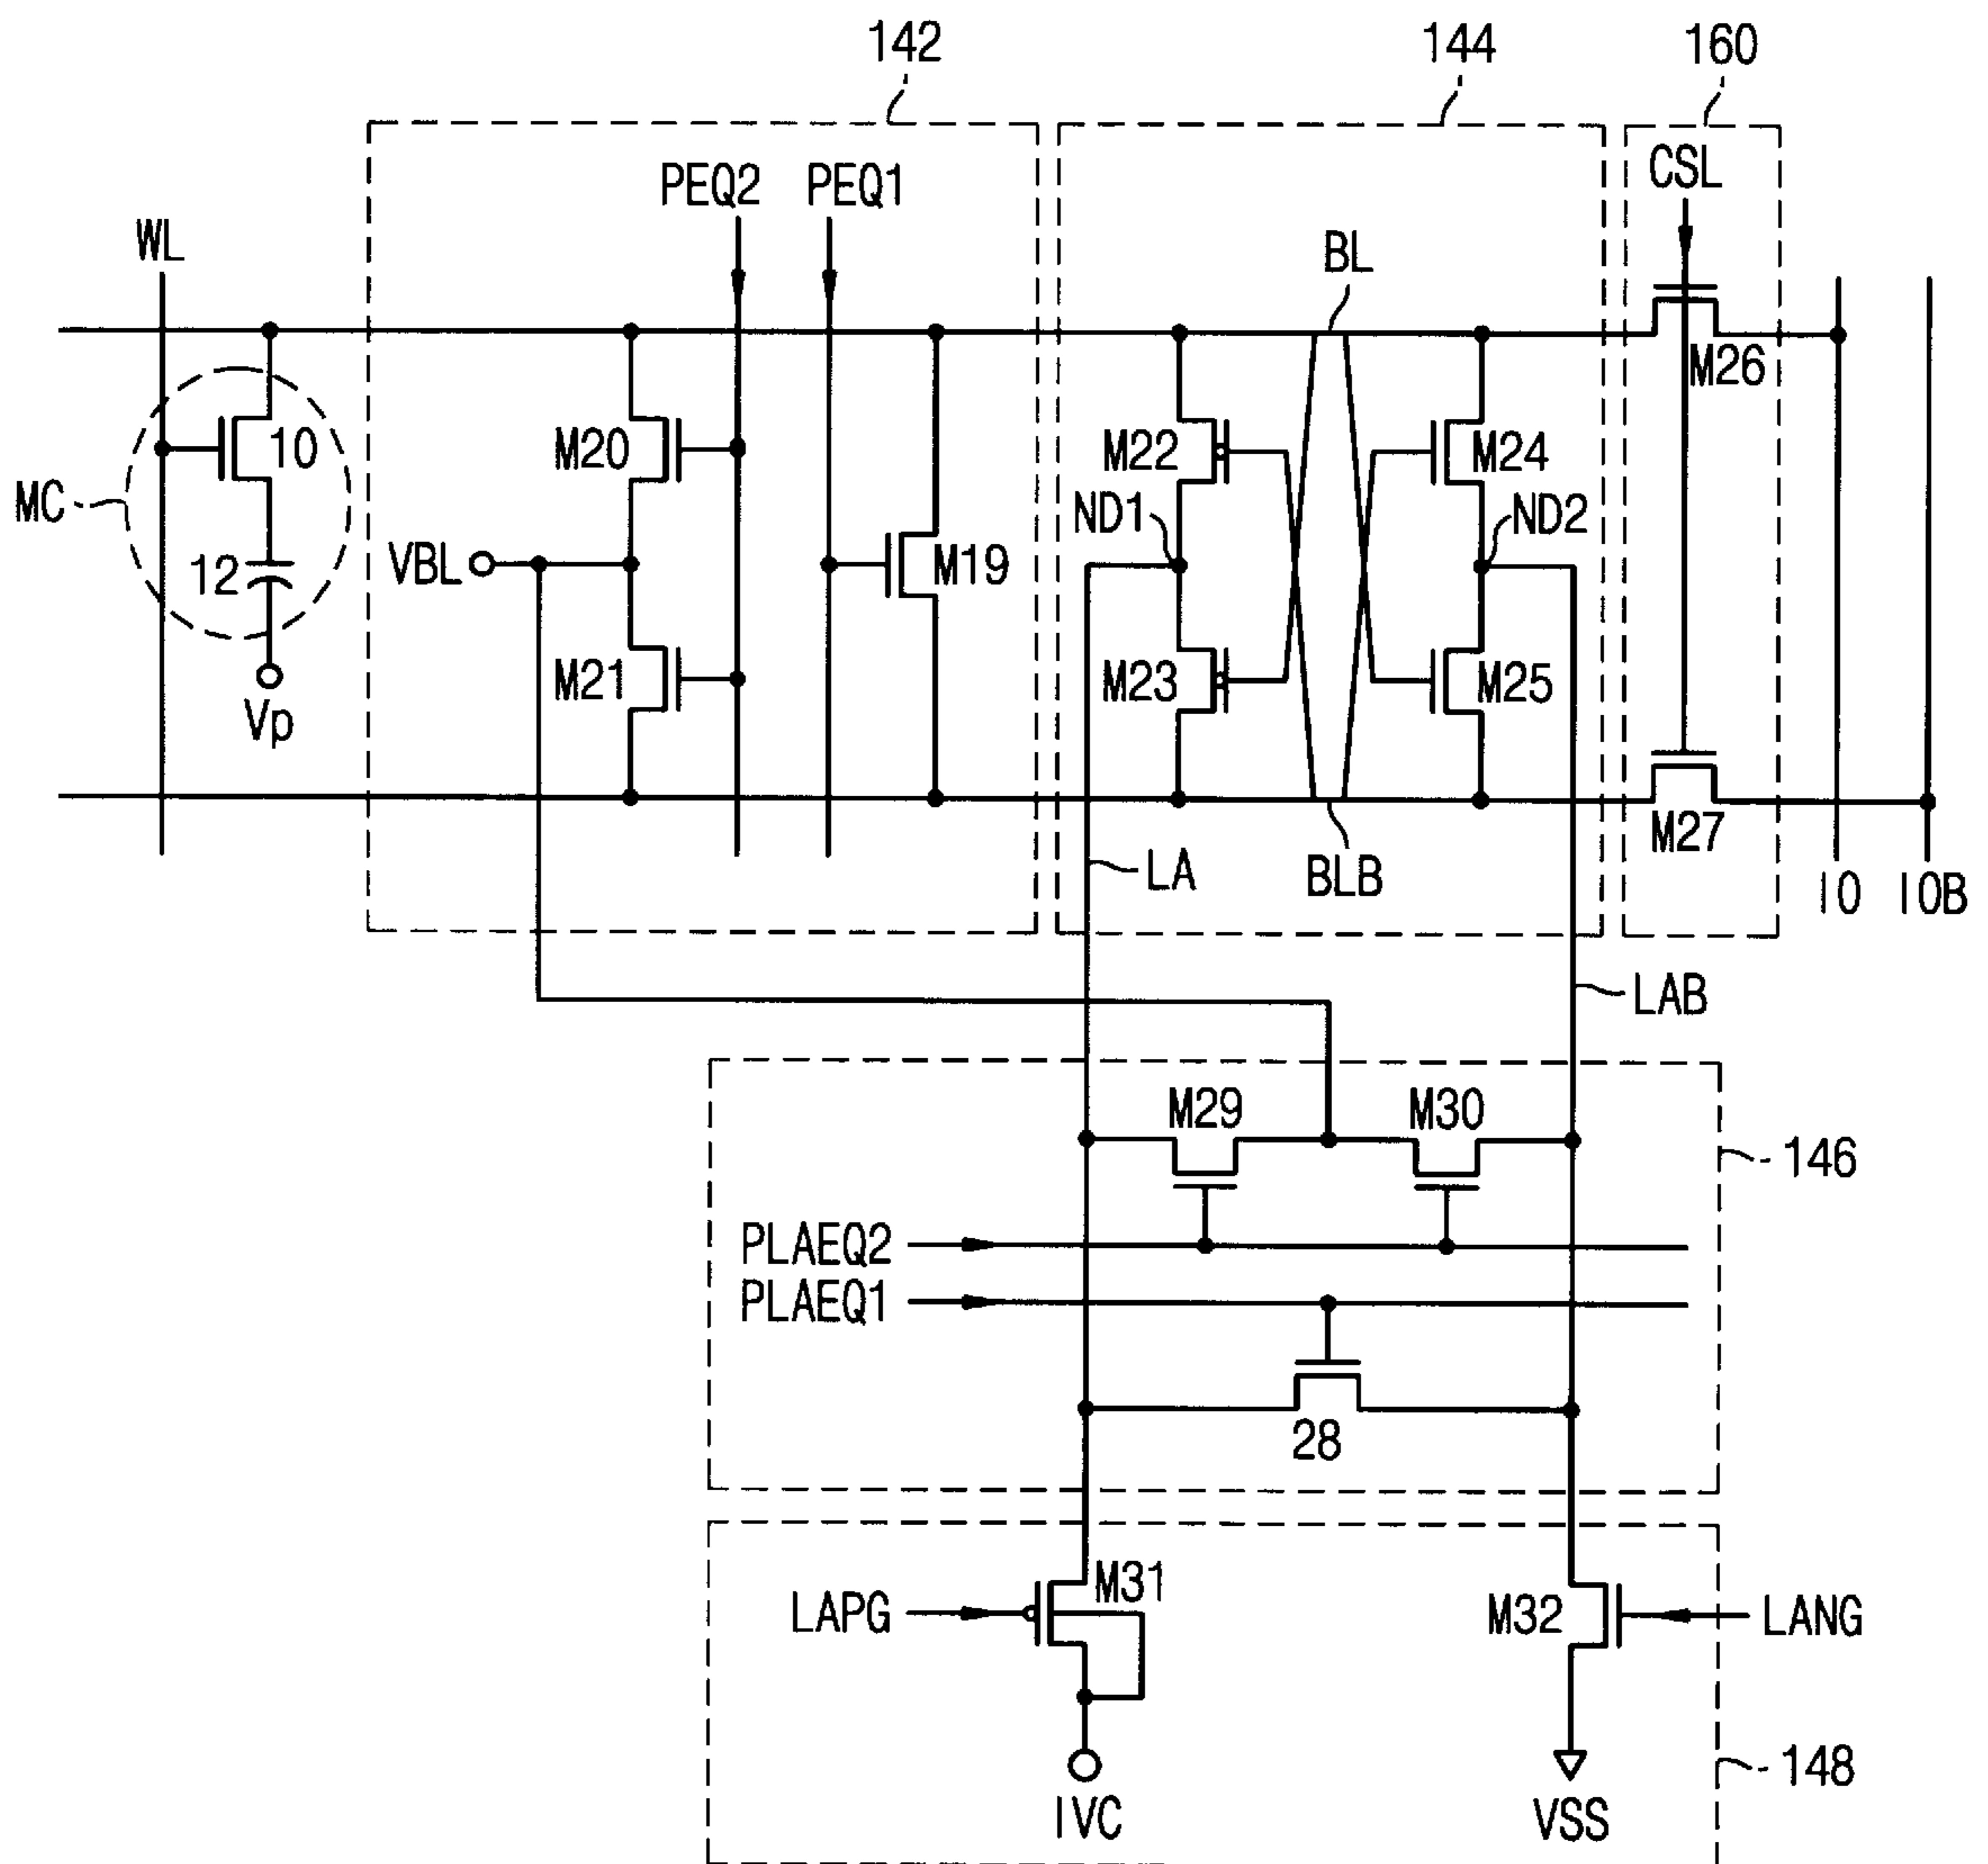 142
144
160
PEQ2
PEQ1
CSL
WL
BL
M26
10
M20
M22
M24
MC
ND1
ND2
VBL
12
M19
M21
M23
M25
Vp
M27
LA
BLB
IO
IOB
LAB
M29
M30
146
PLAEQ2
PLAEQ1
28
M31
LAPG
M32
LANG
148
IVC
VSS